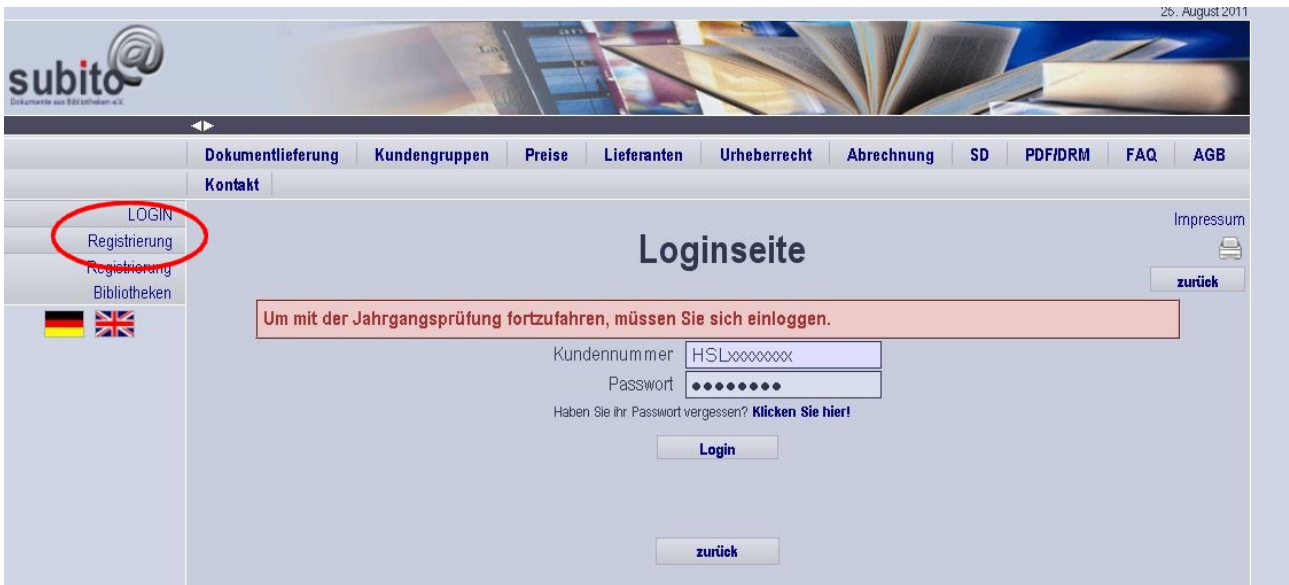 25. August 2011
subito
Dokumente aus Bibliotheken e.V.
Dokumentlieferung Kundengruppen Preise Lieferanten Urheberrecht Abrechnung SD PDF/DRM FAQ AGB
Kontakt
LOGIN
Registrierung
Registrierung
Bibliotheken
Impressum
Loginseite
zurück
Um mit der Jahrgangsprüfung fortzufahren, müssen Sie sich einloggen.
Kundennummer HSLxxxxxxxx
Passwort ●●●●●●●●
Haben Sie ihr Passwort vergessen? Klicken Sie hier!
Login
zurück